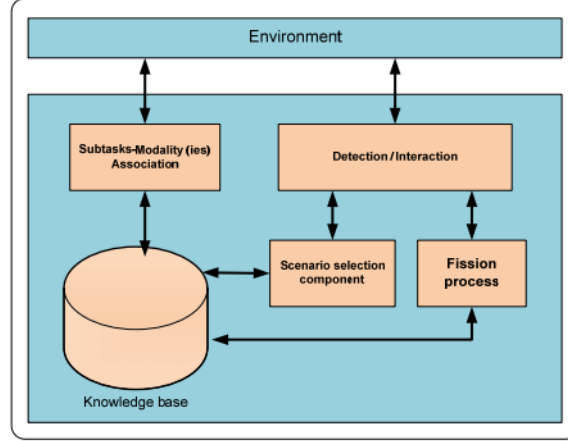 Environment
Subtasks-Modality (ies)
Association
Detection/Interaction
Scenario selection
component
Fission
process
Knowledge base